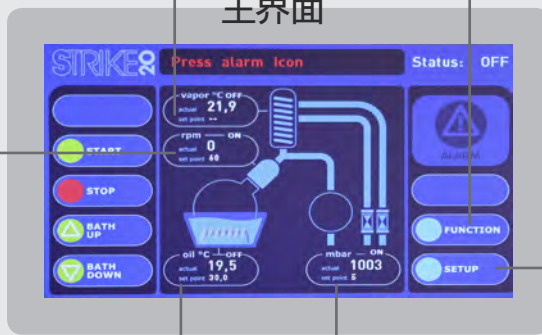 主界面
STRIKE 20
Press alarm Icon
Status: OFF
vapor °C OFF
actual 21,9
set point --
rpm ON
actual 0
set point 60
START
STOP
BATH UP
BATH DOWN
ALARM
FUNCTION
SETUP
oil °C OFF
actual 19,5
set point 30,0
mbar ON
actual 1003
set point 5